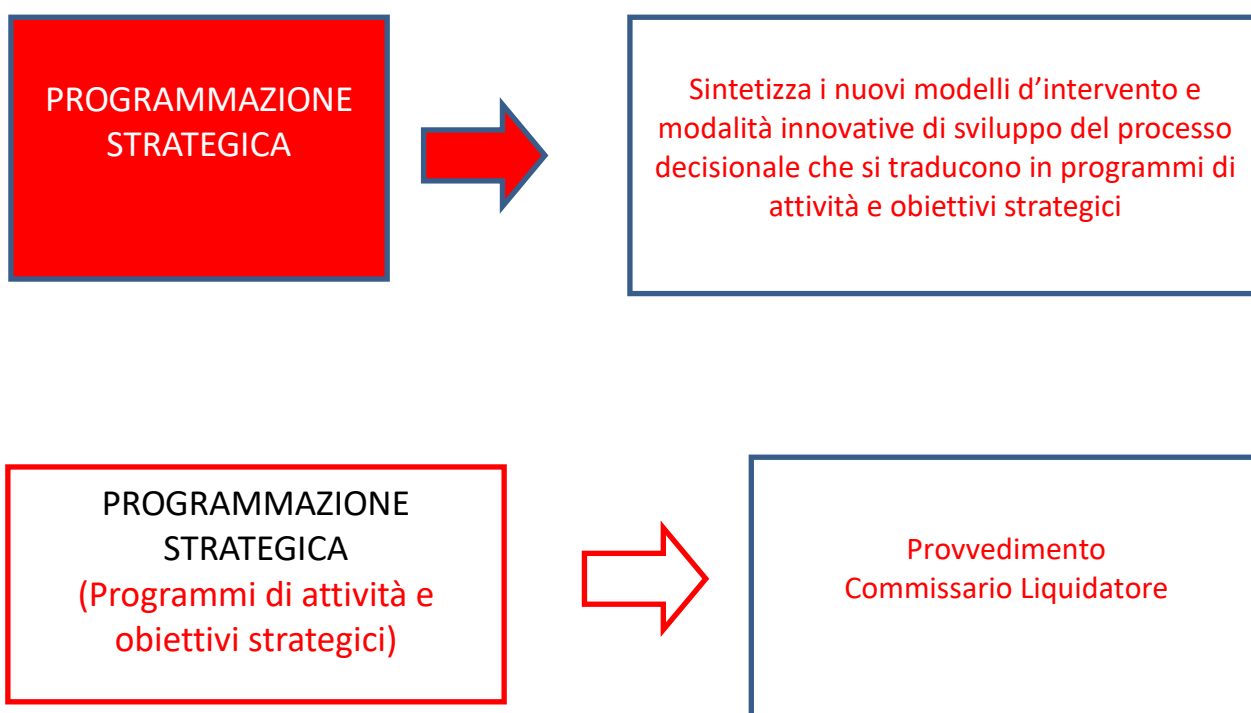 PROGRAMMAZIONE
STRATEGICA
Sintetizza i nuovi modelli d’intervento e
modalità innovative di sviluppo del processo
decisionale che si traducono in programmi di
attività e obiettivi strategici
PROGRAMMAZIONE
STRATEGICA
(Programmi di attività e
obiettivi strategici)
Provvedimento
Commissario Liquidatore